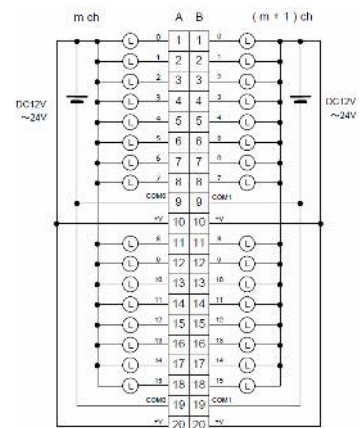 m ch A B ( m + 1 ) ch
L 0 1 1 0 L
L 1 2 2 1 L
L 2 3 3 2 L
DC12V ～24V L 3 4 4 3 L DC12V ～24V
L 4 5 5 4 L
L 5 6 6 5 L
L 6 7 7 6 L
L 7 8 8 7 L
COM0 9 9 COM1
+V 10 10 +V
L 8 11 11 8 L
L 9 12 12 9 L
L 10 13 13 10 L
L 11 14 14 11 L
L 12 15 15 12 L
L 13 16 16 13 L
L 14 17 17 14 L
L 15 18 18 15 L
COM0 19 19 COM1
+V 20 20 +V